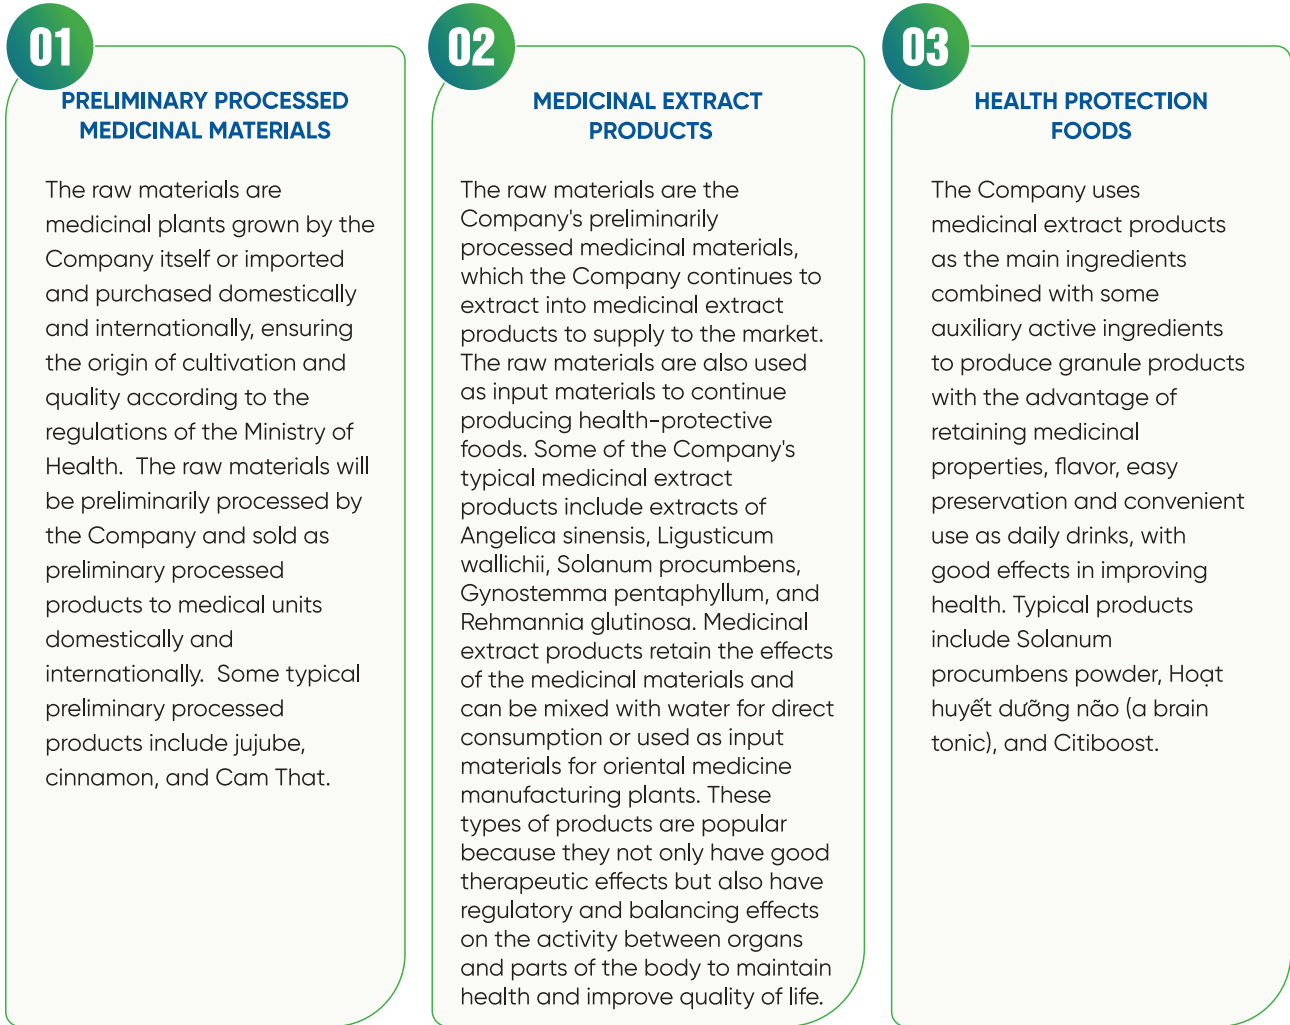 01
PRELIMINARY PROCESSED
MEDICINAL MATERIALS
The raw materials are
medicinal plants grown by the
Company itself or imported
and purchased domestically
and internationally, ensuring
the origin of cultivation and
quality according to the
regulations of the Ministry of
Health.  The raw materials will
be preliminarily processed by
the Company and sold as
preliminary processed
products to medical units
domestically and
internationally.  Some typical
preliminary processed
products include jujube,
cinnamon, and Cam That.
02
MEDICINAL EXTRACT
PRODUCTS
The raw materials are the
Company's preliminarily
processed medicinal materials,
which the Company continues to
extract into medicinal extract
products to supply to the market.
The raw materials are also used
as input materials to continue
producing health-protective
foods. Some of the Company's
typical medicinal extract
products include extracts of
Angelica sinensis, Ligusticum
wallichii, Solanum procumbens,
Gynostemma pentaphyllum, and
Rehmannia glutinosa. Medicinal
extract products retain the effects
of the medicinal materials and
can be mixed with water for direct
consumption or used as input
materials for oriental medicine
manufacturing plants. These
types of products are popular
because they not only have good
therapeutic effects but also have
regulatory and balancing effects
on the activity between organs
and parts of the body to maintain
health and improve quality of life.
03
HEALTH PROTECTION
FOODS
The Company uses
medicinal extract products
as the main ingredients
combined with some
auxiliary active ingredients
to produce granule products
with the advantage of
retaining medicinal
properties, flavor, easy
preservation and convenient
use as daily drinks, with
good effects in improving
health. Typical products
include Solanum
procumbens powder, Hoạt
huyết dưỡng não (a brain
tonic), and Citiboost.